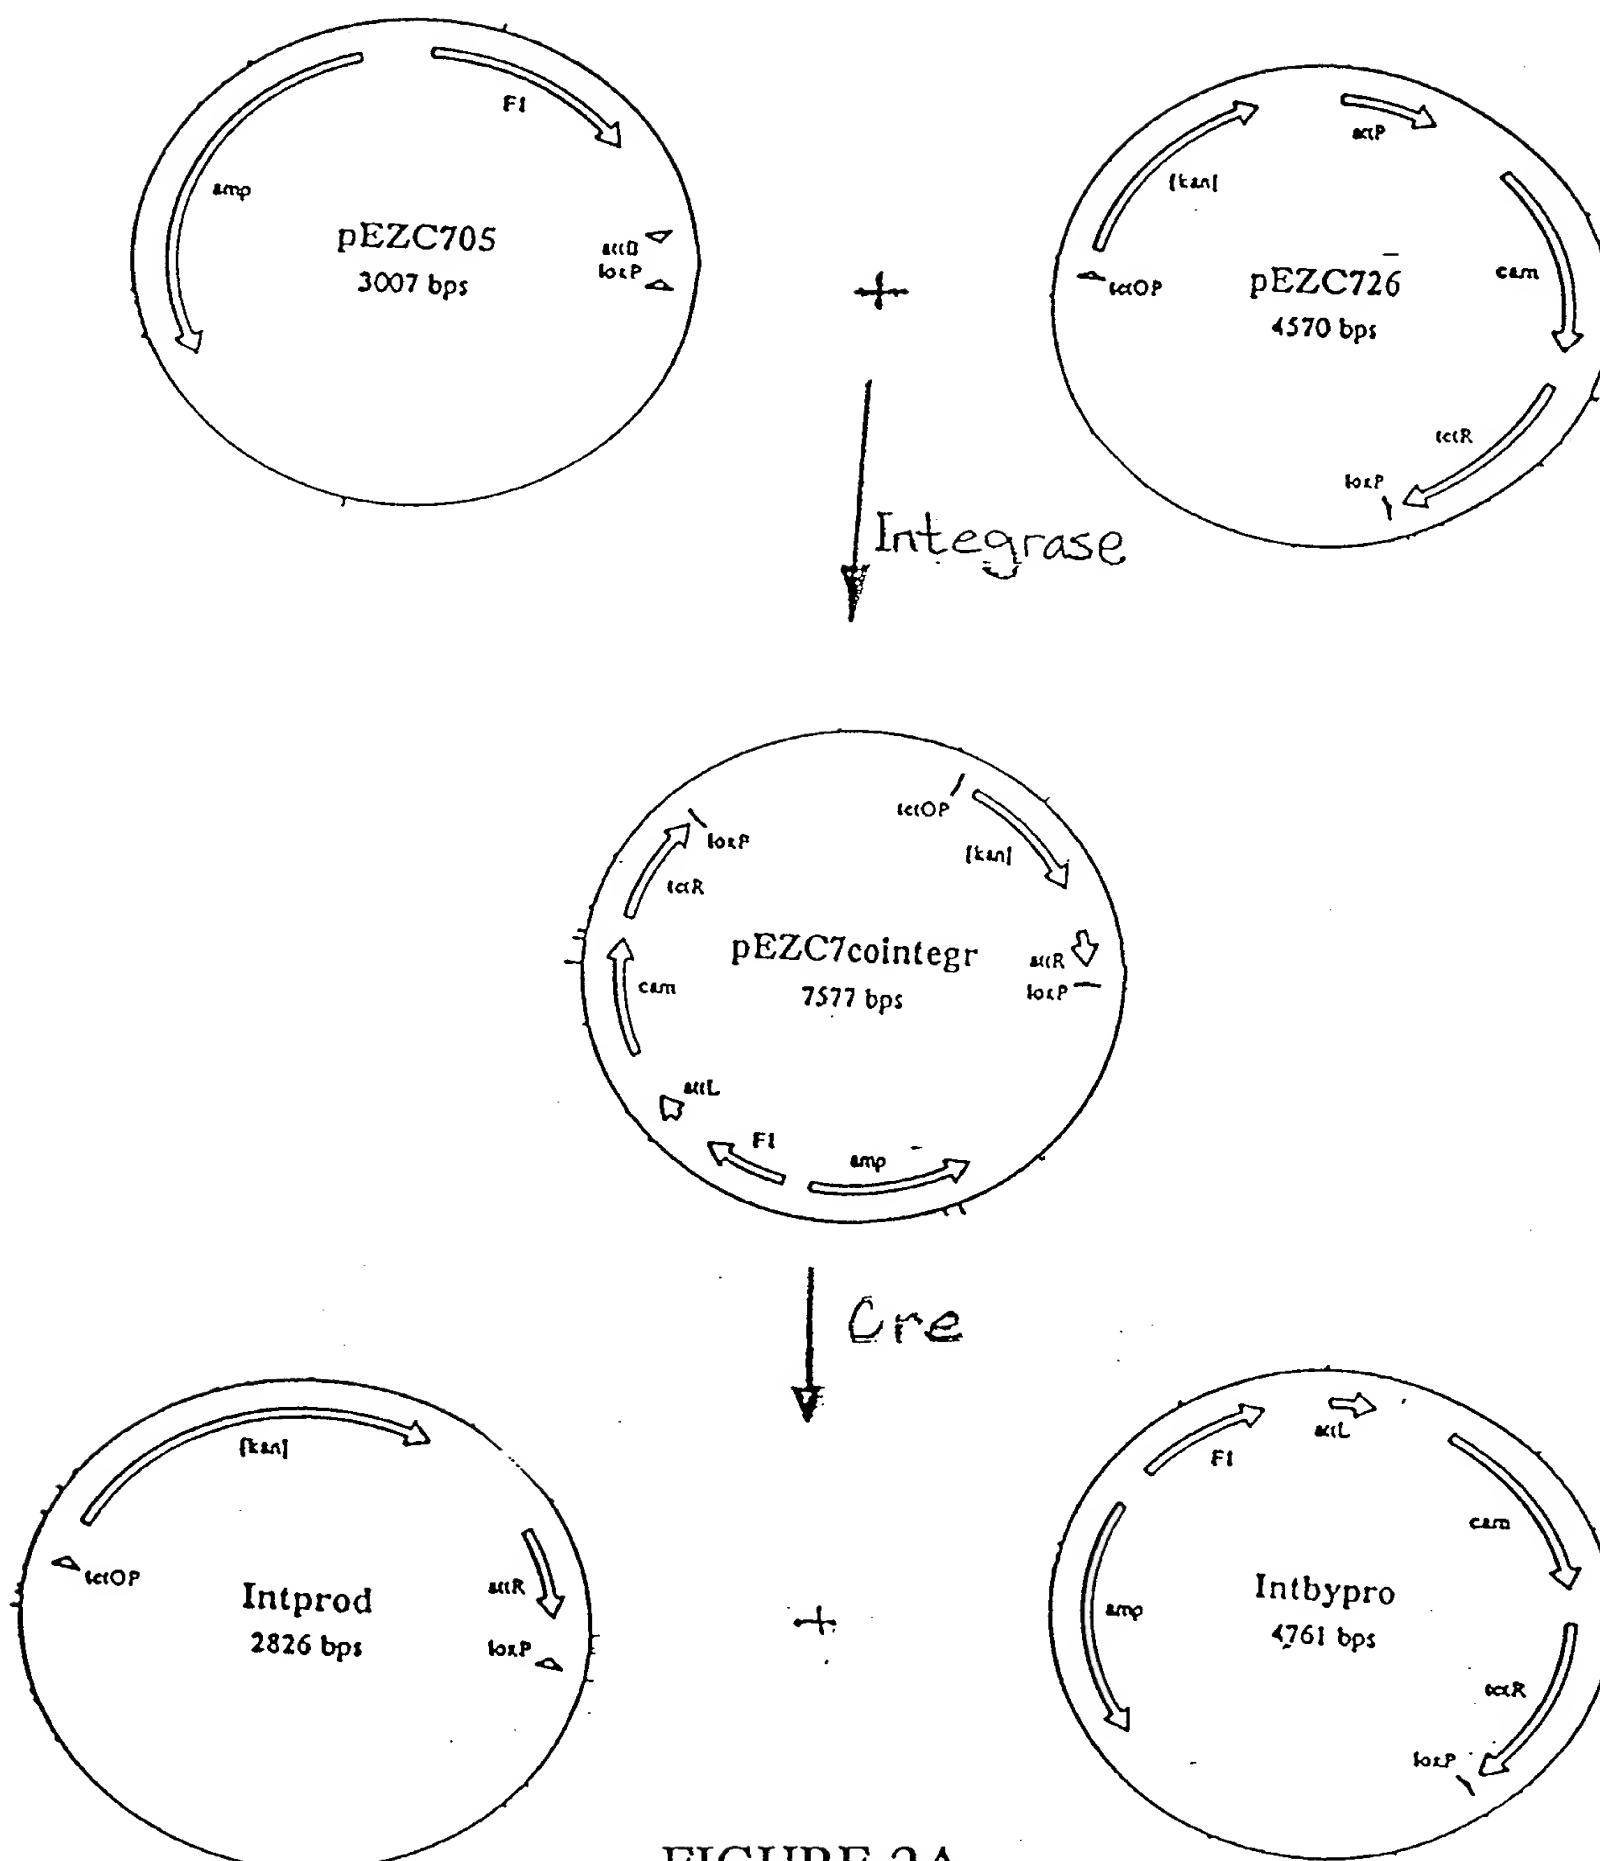 F1
amp
pEZC705
3007 bps
attB
loxP
+
attP
[kan]
cam
tetOP
pEZC726
4570 bps
tetR
loxP
Integrase
tetOP
loxP
[kan]
tetR
pEZC7cointegr
7577 bps
attR
loxP
cam
attL
F1
amp
Cre
[kan]
tetOP
Intprod
2826 bps
attR
loxP
+
attL
F1
cam
amp
Intbypro
4761 bps
tetR
loxP
FIGURE 2A